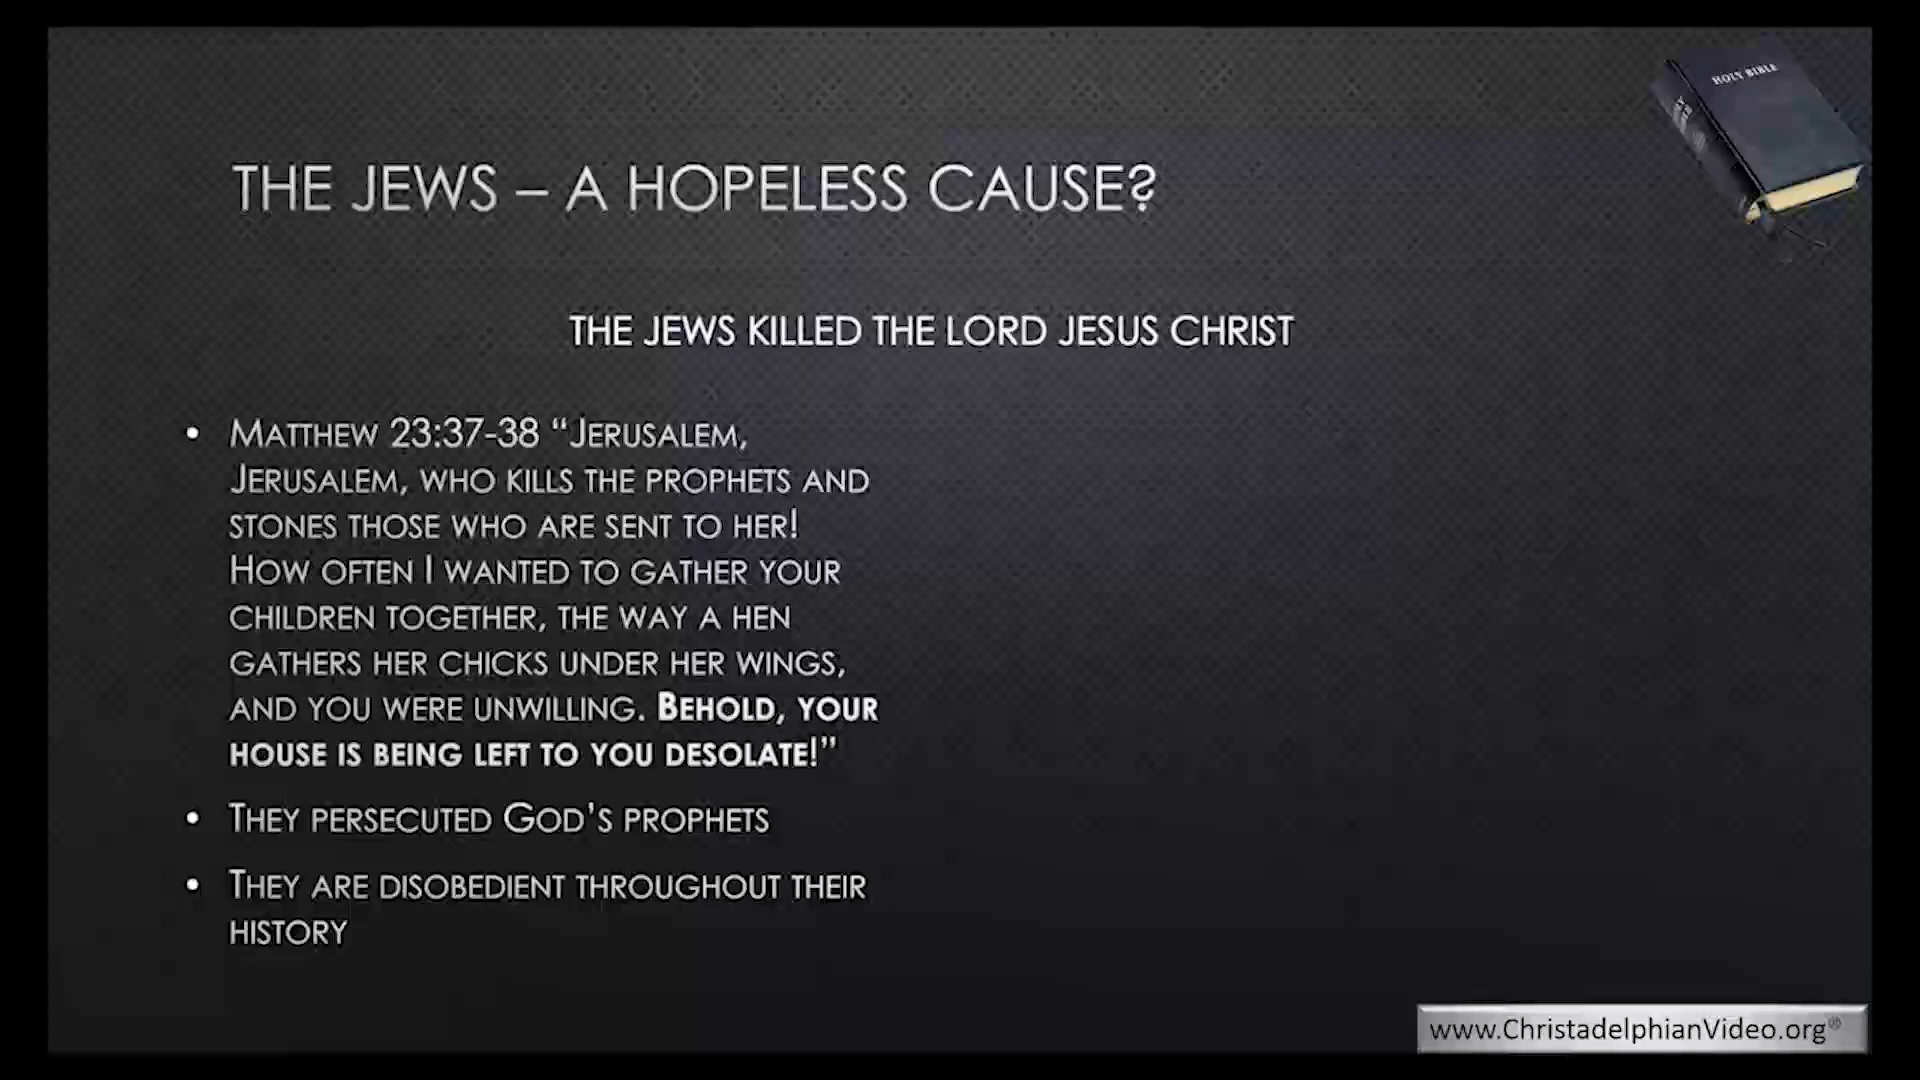 HOLY BIBLE
THE JEWS – A HOPELESS CAUSE?
THE JEWS KILLED THE LORD JESUS CHRIST
• MATTHEW 23:37-38 “JERUSALEM,
JERUSALEM, WHO KILLS THE PROPHETS AND
STONES THOSE WHO ARE SENT TO HER!
HOW OFTEN I WANTED TO GATHER YOUR
CHILDREN TOGETHER, THE WAY A HEN
GATHERS HER CHICKS UNDER HER WINGS,
AND YOU WERE UNWILLING. BEHOLD, YOUR
HOUSE IS BEING LEFT TO YOU DESOLATE!”
• THEY PERSECUTED GOD’S PROPHETS
• THEY ARE DISOBEDIENT THROUGHOUT THEIR
HISTORY
www.ChristadelphianVideo.org®